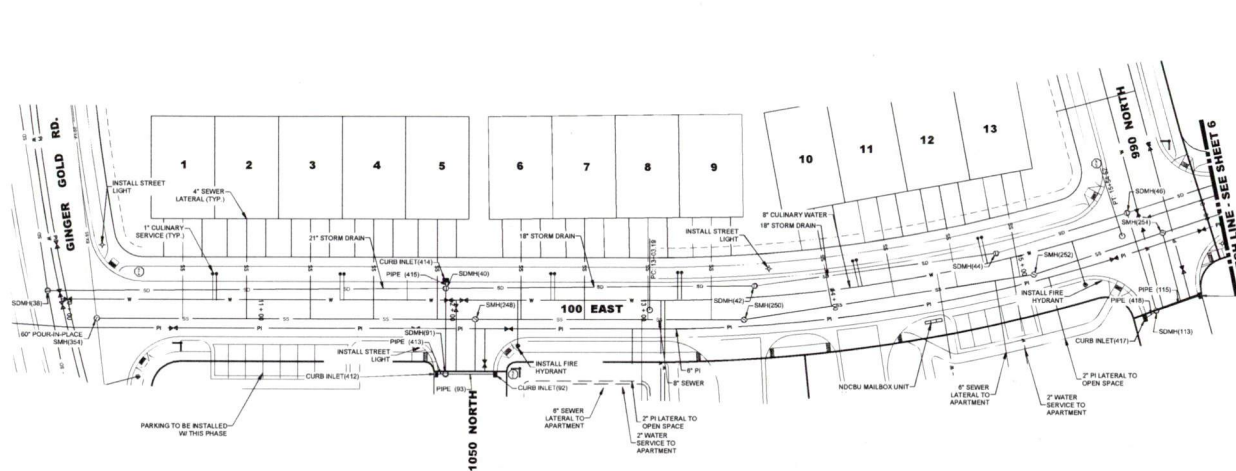 GINGER GOLD RD.
INSTALL STREET
LIGHT
4" SEWER
LATERAL (TYP.)
1" CULINARY
SERVICE (TYP.)
1
2
3
4
5
6
7
8
9
10
11
12
13
990 NORTH
21" STORM DRAIN
CURB INLET(414)
PIPE (415)
SDMH(40)
18" STORM DRAIN
INSTALL STREET
LIGHT
8" CULINARY WATER
18" STORM DRAIN
SDMH(46)
SMH(254)
SDMH(44)
SMH(252)
INSTALL FIRE
HYDRANT
PIPE (115)
PIPE (418)
SDMH(113)
CURB INLET(417)
SDMH(38)
60" POUR-IN-PLACE
SMH(354)
100 EAST
SMH(248)
SDMH(42)
SMH(250)
SDMH(91)
PIPE (413)
INSTALL STREET
LIGHT
CURB INLET(412)
PIPE (93)
CURB INLET(92)
INSTALL FIRE
HYDRANT
6" PI
8" SEWER
PARKING TO BE INSTALLED
W/ THIS PHASE
1050 NORTH
6" SEWER
LATERAL TO
APARTMENT
2" PI LATERAL TO
OPEN SPACE
2" WATER
SERVICE TO
APARTMENT
NDCBU MAILBOX UNIT
6" SEWER
LATERAL TO
APARTMENT
2" PI LATERAL TO
OPEN SPACE
2" WATER
SERVICE TO
APARTMENT
LINE - SEE SHEET 6